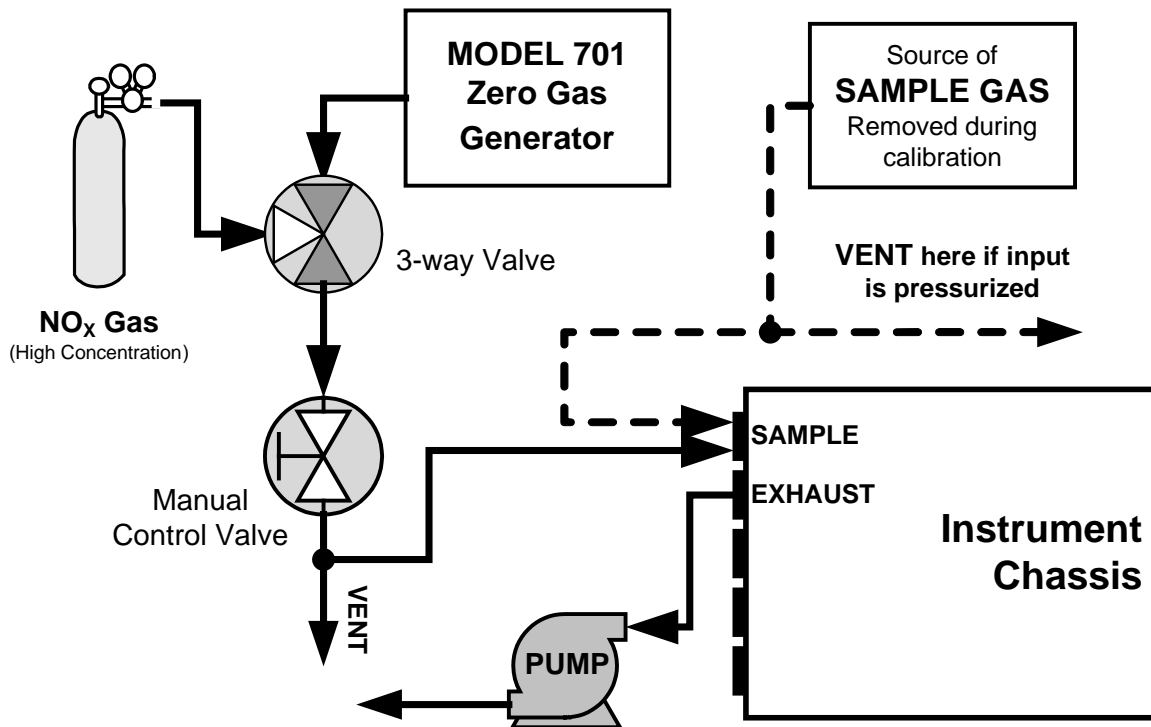 MODEL 701
Zero Gas
Generator
Source of
SAMPLE GAS
Removed during
calibration
3-way Valve
VENT here if input
is pressurized
NOX Gas
(High Concentration)
SAMPLE
EXHAUST
Manual
Control Valve
Instrument
Chassis
VENT
PUMP